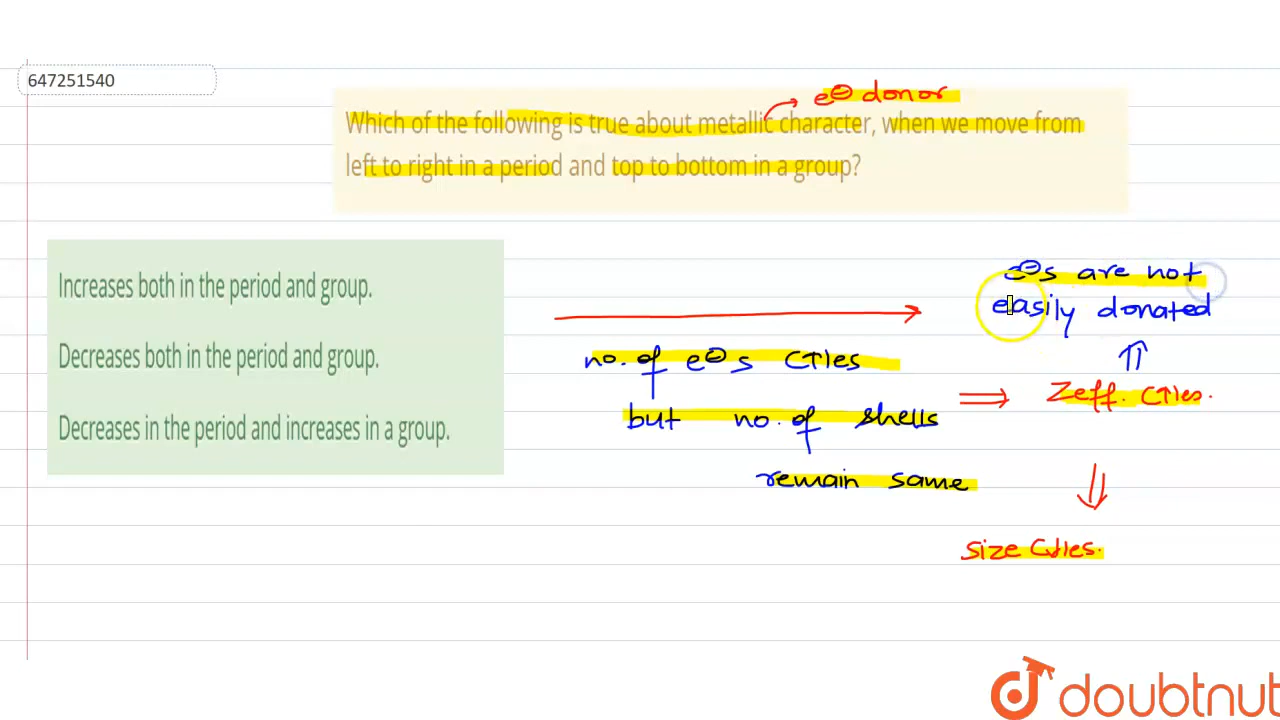 647251540
e⊖ donor
Which of the following is true about metallic character, when we move from
left to right in a period and top to bottom in a group?
Increases both in the period and group.
Decreases both in the period and group.
Decreases in the period and increases in a group.
e⊖s are not
easily donated
no. of e⊖s (↑)les
but no. of shells
remain same
Zeff. (↑)les.
size (↓)les.
doubtnut